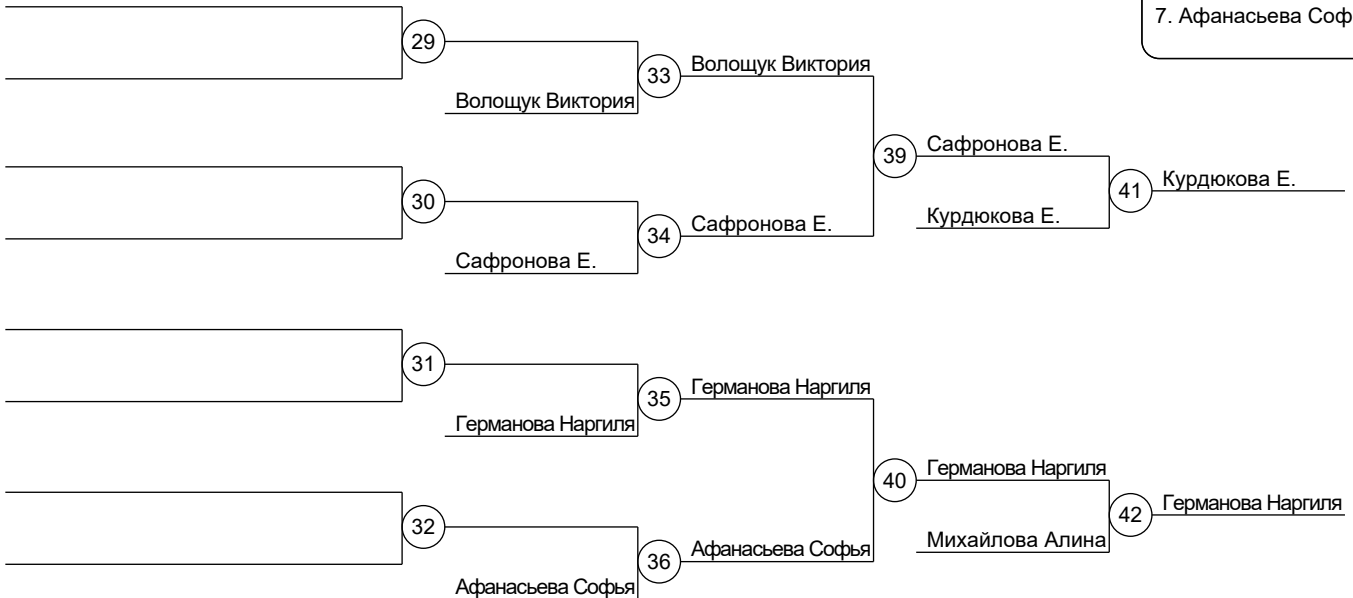 7. Афанасьева Соф
29
33
Волощук Виктория
Волощук Виктория
39
Сафронова Е.
30
34
Сафронова Е.
41
Курдюкова Е.
Курдюкова Е.
Сафронова Е.
31
35
Германова Наргиля
Германова Наргиля
40
Германова Наргиля
32
36
Афанасьева Софья
42
Германова Наргиля
Михайлова Алина
Афанасьева Софья